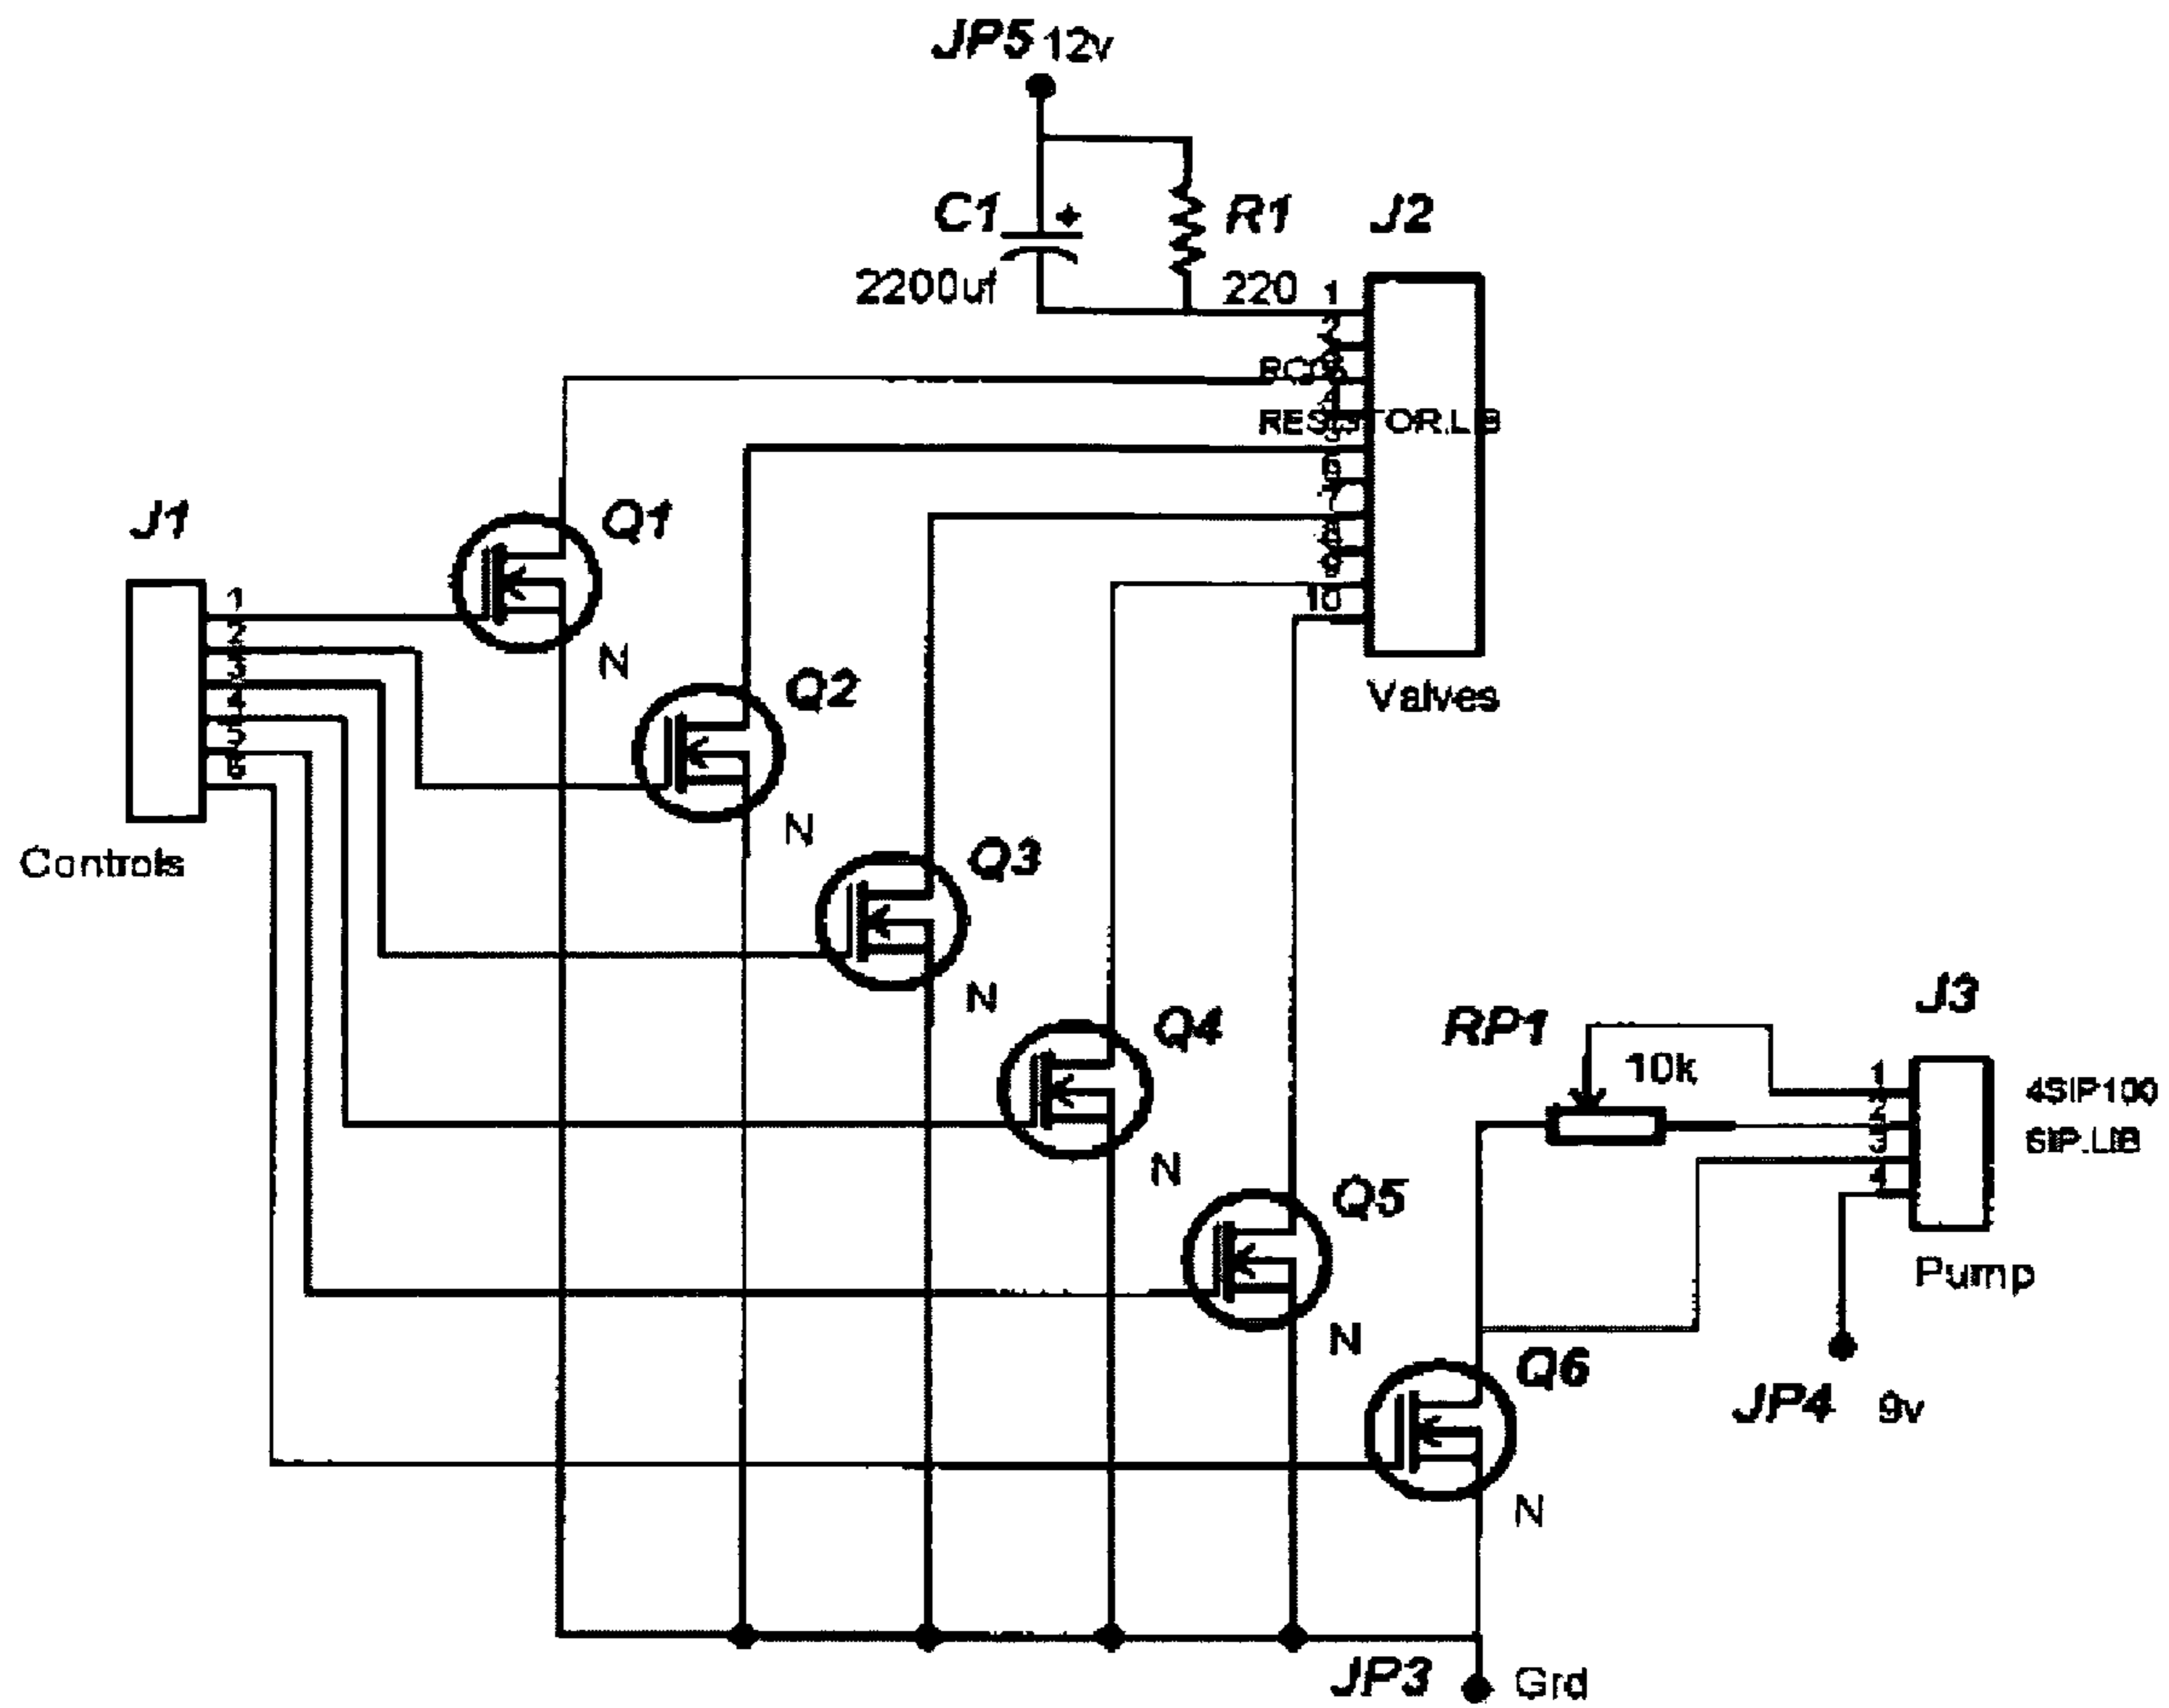 JP5 12v
C1
+
R1
J2
2200uf
220
1
2
RESISTOR.LIB
4
5
6
7
8
9
10
Valves
J1
Q1
1
2
3
4
5
6
N
Controls
Q2
N
Q3
N
Q4
N
Q5
N
RP1
10k
J3
1
2
3
4
4SIP100
SIP.LIB
Pump
Q6
N
JP4 9v
JP3 Grd